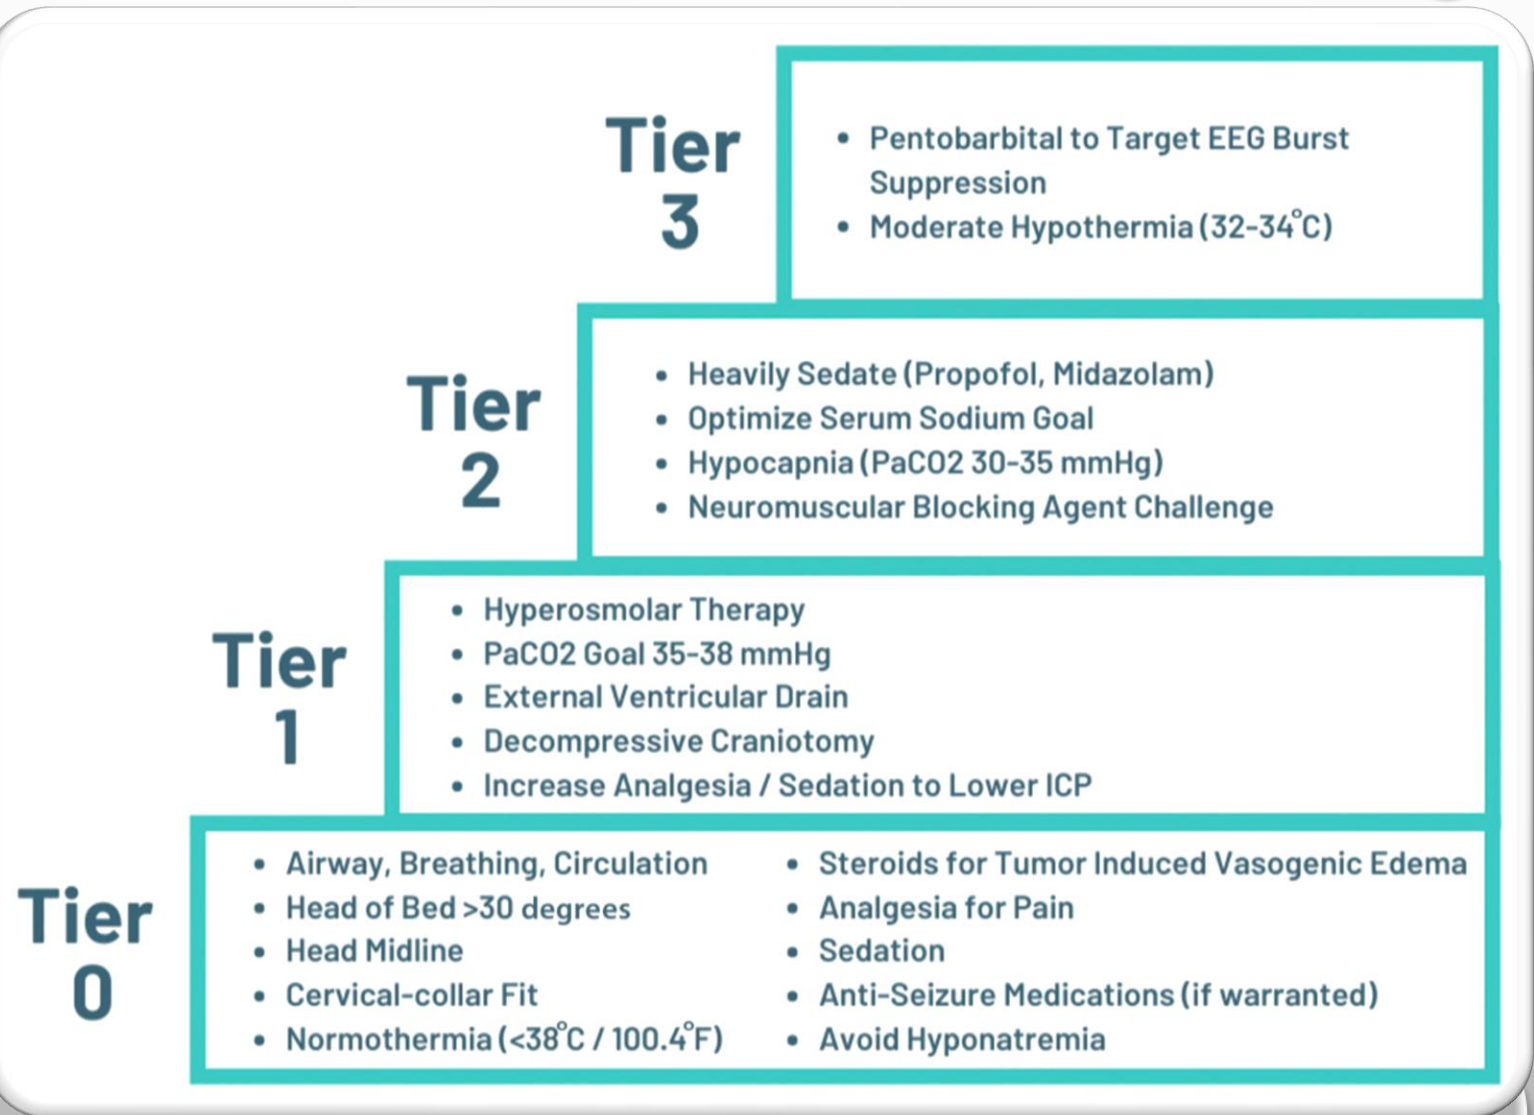 Tier
3
• Pentobarbital to Target EEG Burst
Suppression
• Moderate Hypothermia (32-34°C)
Tier
2
• Heavily Sedate (Propofol, Midazolam)
• Optimize Serum Sodium Goal
• Hypocapnia (PaCO2 30-35 mmHg)
• Neuromuscular Blocking Agent Challenge
Tier
1
• Hyperosmolar Therapy
• PaCO2 Goal 35-38 mmHg
• External Ventricular Drain
• Decompressive Craniotomy
• Increase Analgesia / Sedation to Lower ICP
Tier
0
• Airway, Breathing, Circulation
• Head of Bed >30 degrees
• Head Midline
• Cervical-collar Fit
• Normothermia (<38°C / 100.4°F)
• Steroids for Tumor Induced Vasogenic Edema
• Analgesia for Pain
• Sedation
• Anti-Seizure Medications (if warranted)
• Avoid Hyponatremia